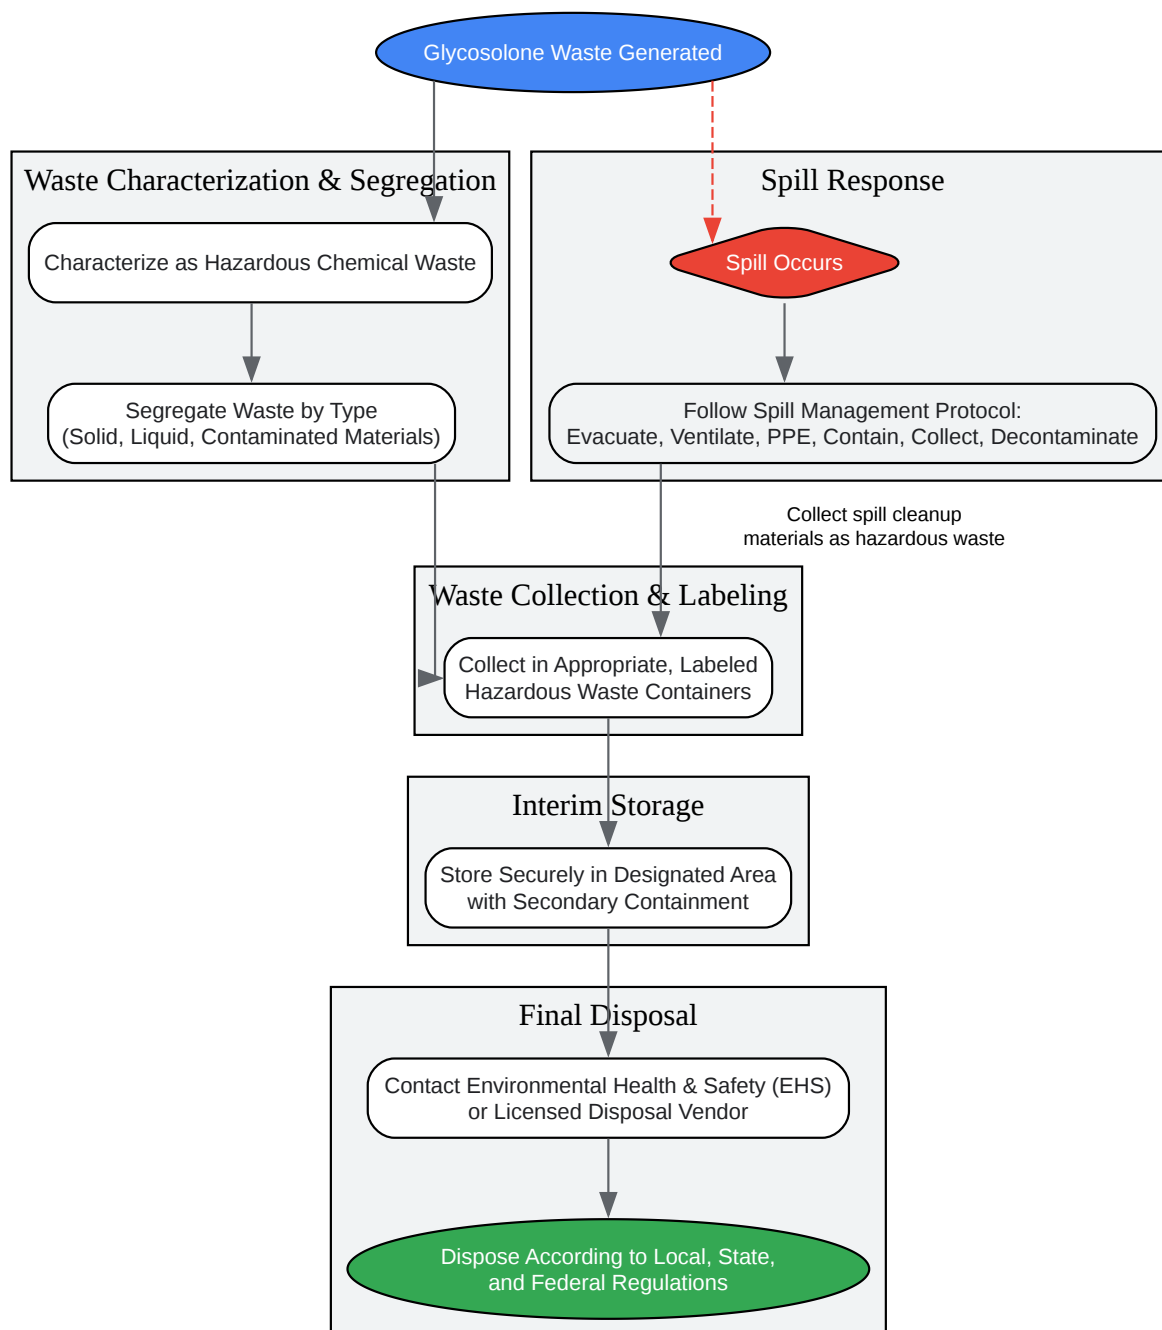 Glycosolone Waste Generated
Waste Characterization & Segregation
Characterize as Hazardous Chemical Waste
Segregate Waste by Type
(Solid, Liquid, Contaminated Materials)
Spill Response
Spill Occurs
Follow Spill Management Protocol:
Evacuate, Ventilate, PPE, Contain, Collect, Decontaminate
Collect spill cleanup
materials as hazardous waste
Waste Collection & Labeling
Collect in Appropriate, Labeled
Hazardous Waste Containers
Interim Storage
Store Securely in Designated Area
with Secondary Containment
Final Disposal
Contact Environmental Health & Safety (EHS)
or Licensed Disposal Vendor
Dispose According to Local, State,
and Federal Regulations